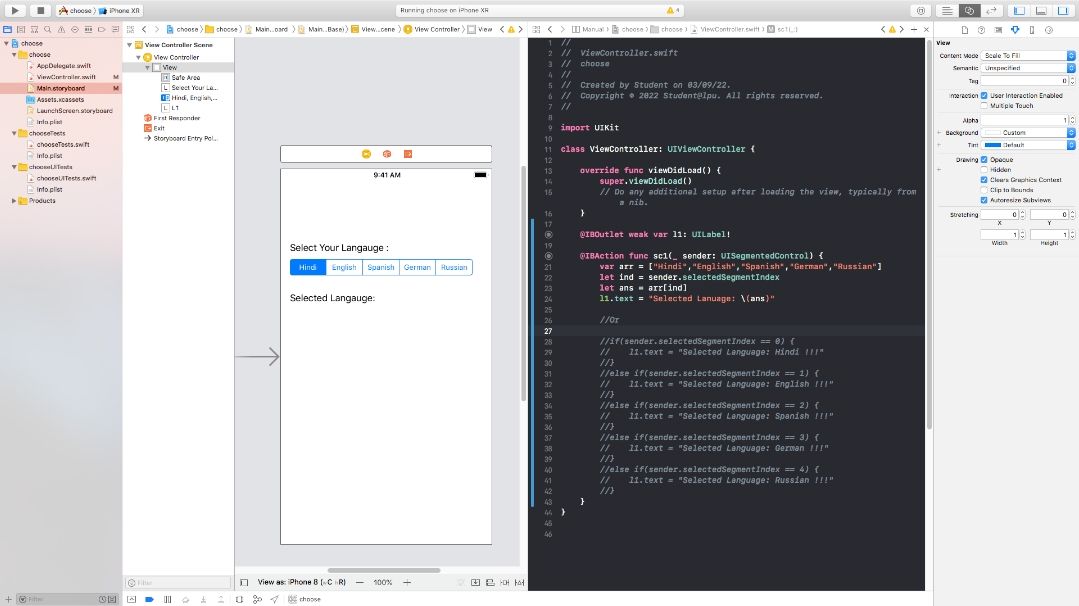 choose
iPhone XR
Running choose on iPhone XR
4
choose
choose
AppDelegate.swift
ViewController.swift M
Main.storyboard M
Assets.xcassets
LaunchScreen.storyboard
Info.plist
chooseTests
chooseTests.swift
Info.plist
chooseUITests
chooseUITests.swift
Info.plist
Products
Filter
choose choose Main...oard Main...Base) View...cene View Controller View
View Controller Scene
View Controller
View
Safe Area
L Select Your La...
Hindi, English,...
L L1
First Responder
Exit
Storyboard Entry Poi...
Filter
9:41 AM
Select Your Langauge :
Hindi English Spanish German Russian
Selected Langauge:
View as: iPhone 8 (wC hR) 100%
choose
Manual choose choose ViewController.swift sc1(_:)
1 //
2 //  ViewController.swift
3 //  choose
4 //
5 //  Created by Student on 03/09/22.
6 //  Copyright © 2022 Student@lpu. All rights reserved.
7 //
8
9 import UIKit
10
11 class ViewController: UIViewController {
12
13     override func viewDidLoad() {
14         super.viewDidLoad()
15         // Do any additional setup after loading the view, typically from
a nib.
16     }
17
@IBOutlet weak var l1: UILabel!
19
@IBAction func sc1(_ sender: UISegmentedControl) {
21         var arr = ["Hindi","English","Spanish","German","Russian"]
22         let ind = sender.selectedSegmentIndex
23         let ans = arr[ind]
24         l1.text = "Selected Lanuage: \(ans)"
25
26         //Or
27
28         //if(sender.selectedSegmentIndex == 0) {
29         //    l1.text = "Selected Language: Hindi !!!"
30         //}
31         //else if(sender.selectedSegmentIndex == 1) {
32         //    l1.text = "Selected Language: English !!!"
33         //}
34         //else if(sender.selectedSegmentIndex == 2) {
35         //    l1.text = "Selected Language: Spanish !!!"
36         //}
37         //else if(sender.selectedSegmentIndex == 3) {
38         //    l1.text = "Selected Language: German !!!"
39         //}
40         //else if(sender.selectedSegmentIndex == 4) {
41         //    l1.text = "Selected Language: Russian !!!"
42         //}
43     }
44 }
45
46
View
Content Mode Scale To Fill
Semantic Unspecified
Tag 0
Interaction User Interaction Enabled
Multiple Touch
Alpha 1
Background Custom
Tint Default
Drawing Opaque
Hidden
Clears Graphics Context
Clip to Bounds
Autoresize Subviews
Stretching 0 0
X Y
1 1
Width Height